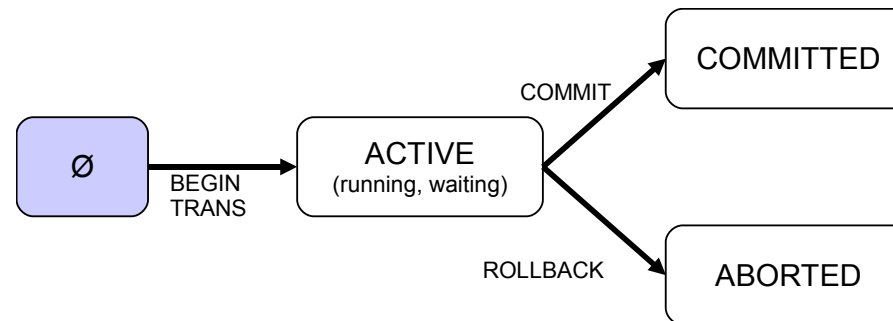 Ø
BEGIN
TRANS
ACTIVE
(running, waiting)
COMMIT
COMMITTED
ROLLBACK
ABORTED